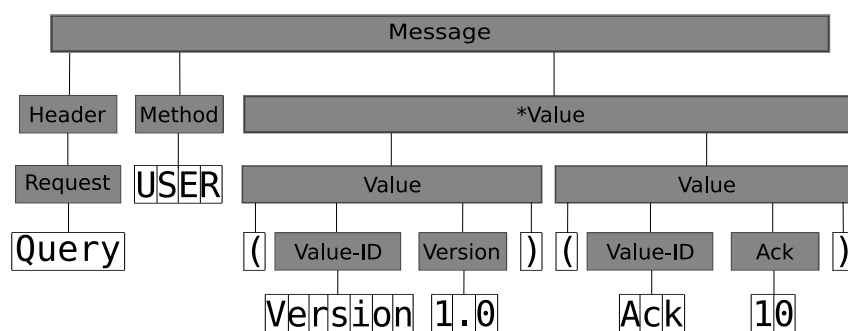 Message
Header Method *Value
Request USER Value Value
Query ( Value-ID Version ) ( Value-ID Ack )
Version 1.0 Ack 10